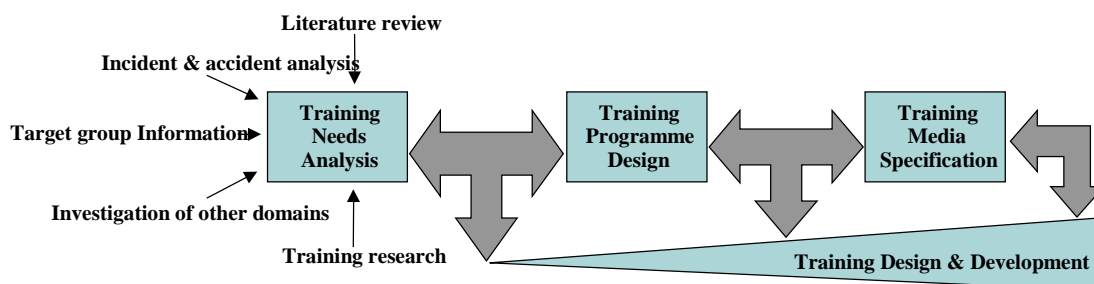 Literature review
Incident & accident analysis
Target group Information
Investigation of other domains
Training research
Training
Needs
Analysis
Training
Programme
Design
Training
Media
Specification
Training Design & Development